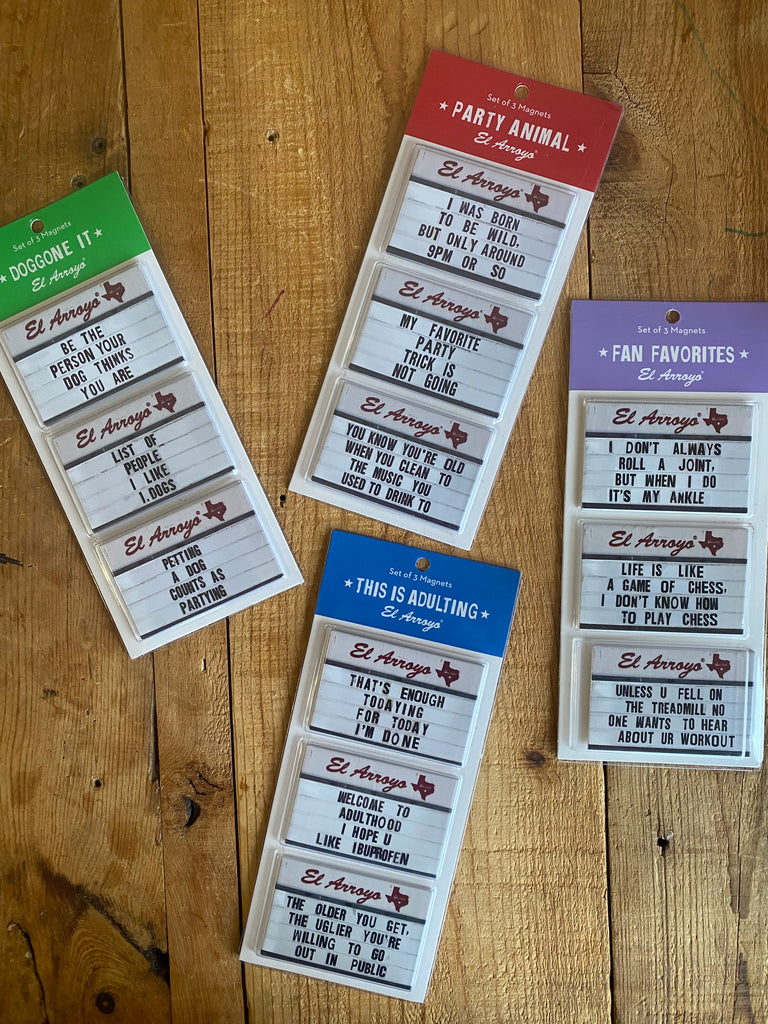 Set of 3 Magnets
DOGGONE IT
El Arroyo
El Arroyo
BE THE
PERSON YOUR
DOG THINKS
YOU ARE
El Arroyo
LIST OF
PEOPLE
I LIKE
1.DOGS
El Arroyo
PETTING
A DOG
COUNTS AS
PARTYING
Set of 3 Magnets
PARTY ANIMAL
El Arroyo
El Arroyo
I WAS BORN
TO BE WILD,
BUT ONLY AROUND
9PM OR SO
El Arroyo
MY FAVORITE
PARTY
TRICK IS
NOT GOING
El Arroyo
YOU KNOW YOU'RE OLD
WHEN YOU CLEAN TO
THE MUSIC YOU
USED TO DRINK TO
Set of 3 Magnets
FAN FAVORITES
El Arroyo
El Arroyo
I DON'T ALWAYS
ROLL A JOINT,
BUT WHEN I DO
IT'S MY ANKLE
El Arroyo
LIFE IS LIKE
A GAME OF CHESS,
I DON'T KNOW HOW
TO PLAY CHESS
El Arroyo
UNLESS U FELL ON
THE TREADMILL NO
ONE WANTS TO HEAR
ABOUT UR WORKOUT
Set of 3 Magnets
THIS IS ADULTING
El Arroyo
El Arroyo
THAT'S ENOUGH
TODAYING
FOR TODAY
I'M DONE
El Arroyo
WELCOME TO
ADULTHOOD
I HOPE U
LIKE IBUPROFEN
El Arroyo
THE OLDER YOU GET,
THE UGLIER YOU'RE
WILLING TO GO
OUT IN PUBLIC